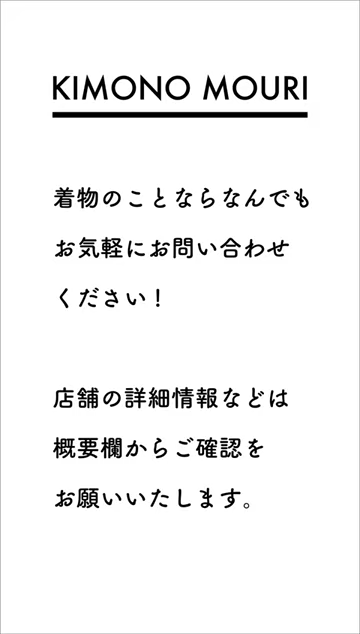 KIMONO MOURI
着物のことならなんでも
お気軽にお問い合わせ
ください！
店舗の詳細情報などは
概要欄からご確認を
お願いいたします。